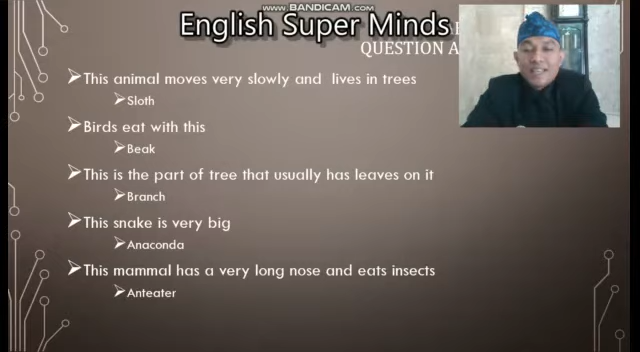 www.BANDICAM.COM
English Super Minds
QUESTION A
This animal moves very slowly and lives in trees
Sloth
Birds eat with this
Beak
This is the part of tree that usually has leaves on it
Branch
This snake is very big
Anaconda
This mammal has a very long nose and eats insects
Anteater